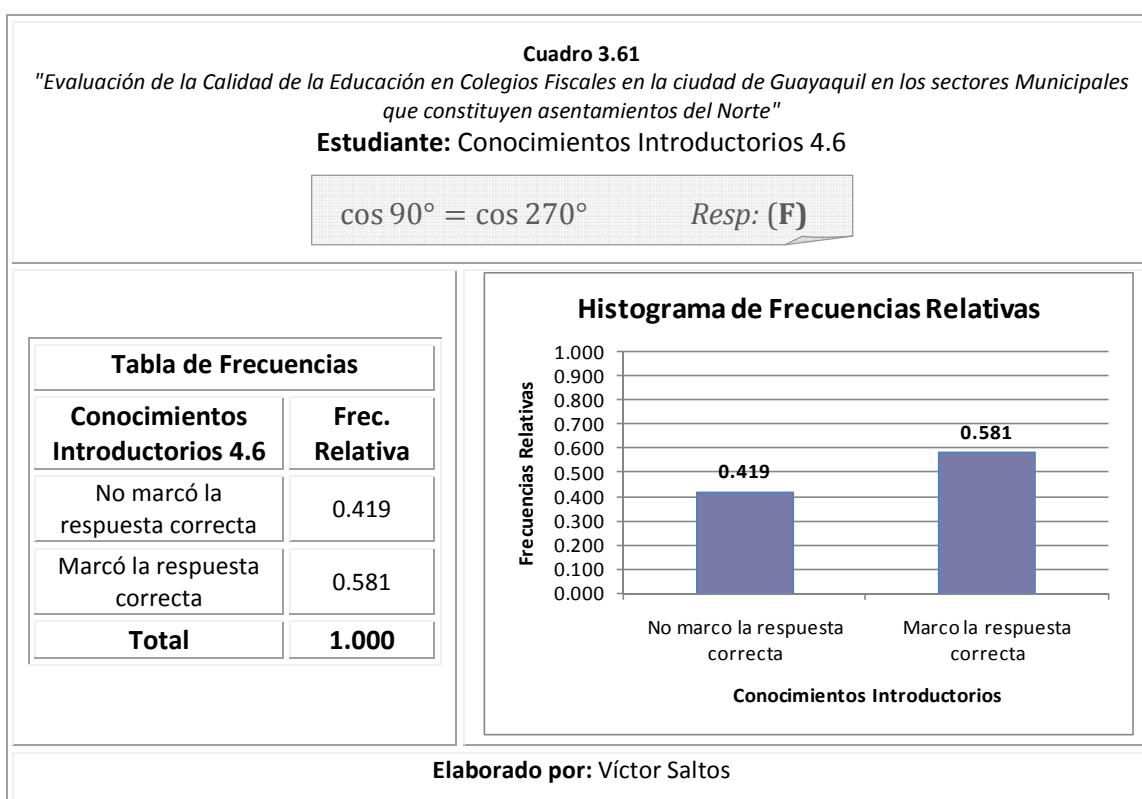 Cuadro 3.61
"Evaluación de la Calidad de la Educación en Colegios Fiscales en la ciudad de Guayaquil en los sectores Municipales
que constituyen asentamientos del Norte"
Estudiante: Conocimientos Introductorios 4.6
cos 90° = cos 270° Resp: (F)
Tabla de Frecuencias
Conocimientos
Introductorios 4.6
Frec.
Relativa
No marcó la
respuesta correcta
0.419
Marcó la respuesta
correcta
0.581
Total 1.000
Histograma de Frecuencias Relativas
Frecuencias Relativas
1.000
0.900
0.800
0.700
0.600
0.500
0.400
0.300
0.200
0.100
0.000
0.419
0.581
No marco la respuesta
correcta
Marco la respuesta
correcta
Conocimientos Introductorios
Elaborado por: Víctor Saltos